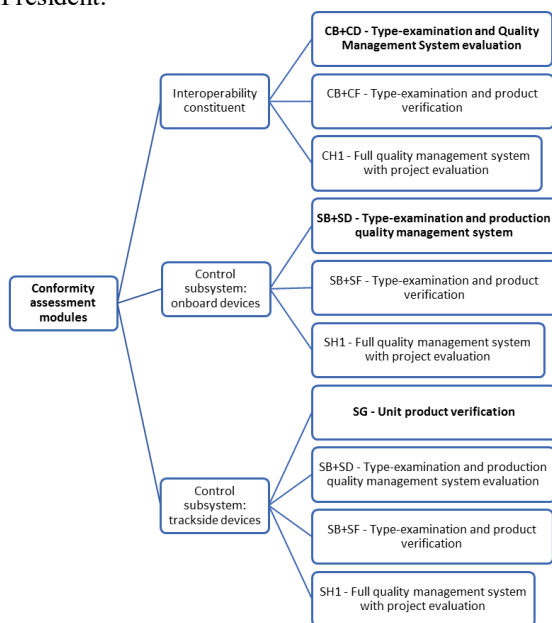 President.
CB+CD - Type-examination and Quality
Management System evaluation
Interoperability
constituent
CB+CF - Type-examination and product
verification
CH1 - Full quality management system
with project evaluation
SB+SD - Type-examination and production
quality management system
Conformity
assessment
modules
Control
subsystem:
onboard devices
SB+SF - Type-examination and product
verification
SH1 - Full quality management system
with project evaluation
SG - Unit product verification
SB+SD - Type-examination and production
quality management system evaluation
Control
subsystem:
trackside devices
SB+SF - Type-examination and product
verification
SH1 - Full quality management system
with project evaluation